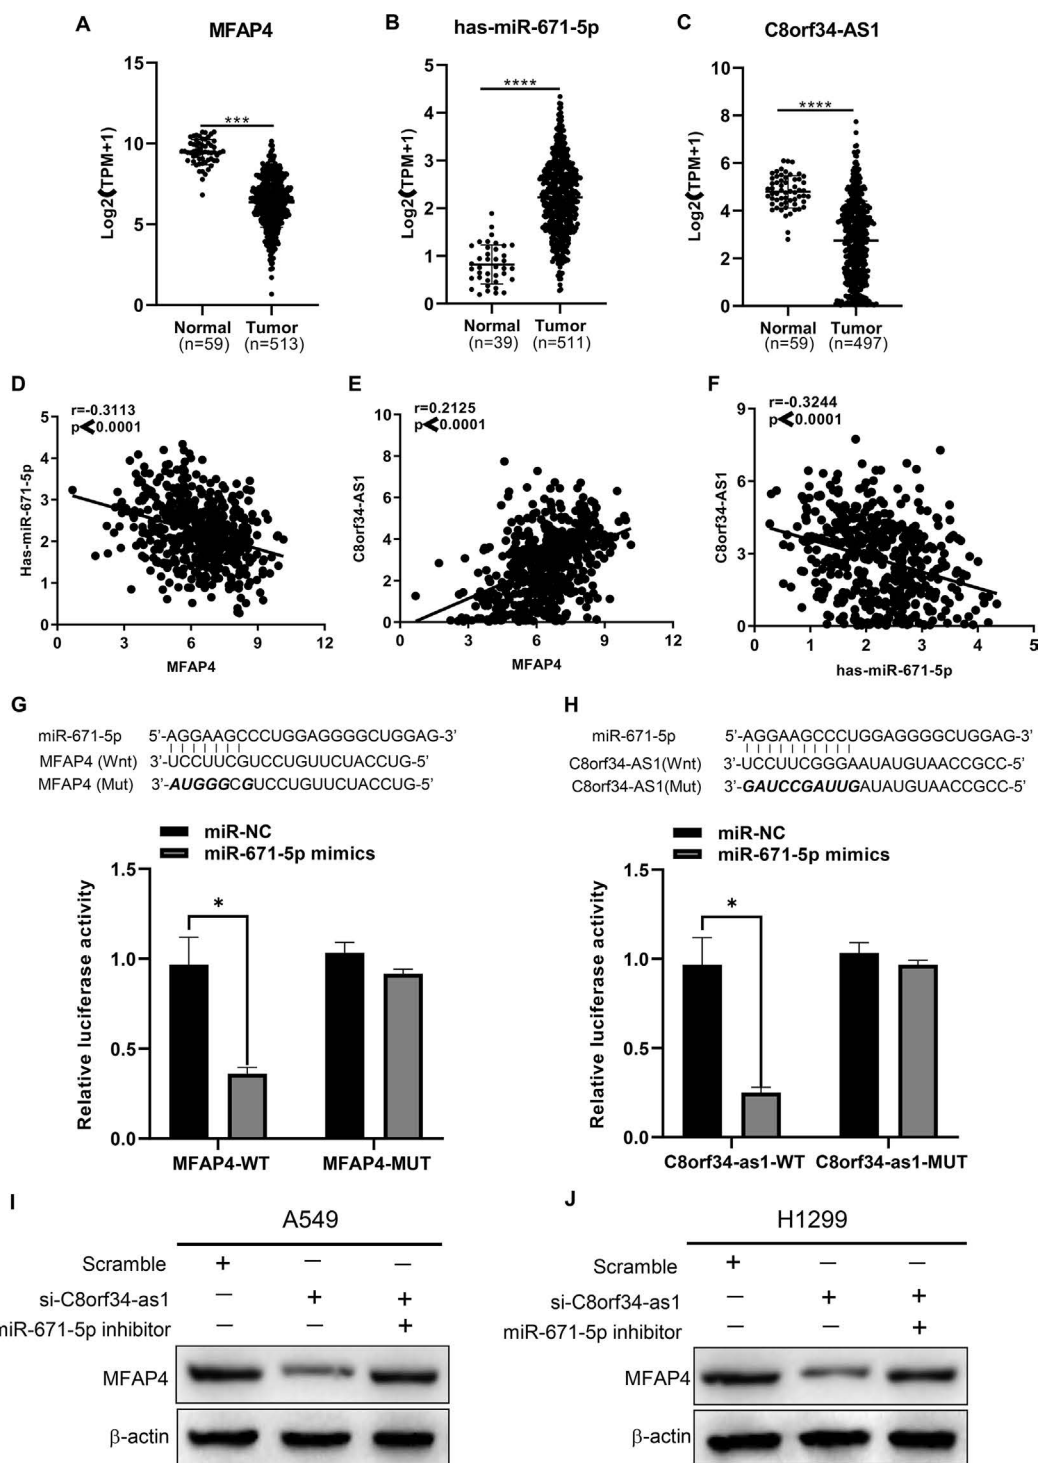 A
MFAP4
15
10
5
0
Log2(TPM+1)
***
Normal
(n=59)
Tumor
(n=513)
B
has-miR-671-5p
5
4
3
2
1
0
Log2(TPM+1)
****
Normal
(n=39)
Tumor
(n=511)
C
C8orf34-AS1
10
8
6
4
2
0
Log2(TPM+1)
****
Normal
(n=59)
Tumor
(n=497)
D
r=-0.3113
p<0.0001
5
4
3
2
1
0
Has-miR-671-5p
0 3 6 9 12
MFAP4
E
r=0.2125
p<0.0001
10
8
6
4
2
0
C8orf34-AS1
0 3 6 9 12
MFAP4
F
r=-0.3244
p<0.0001
9
6
3
0
C8orf34-AS1
0 1 2 3 4 5
has-miR-671-5p
G
miR-671-5p 5'-AGGAAGCCCUGGAGGGGCUGGAG-3'
MFAP4 (Wnt) 3'-UCCUUCGUCCUGUUCUACCUG-5'
MFAP4 (Mut) 3'-AUGGGCGUCCUGUUCUACCUG-5'
miR-NC
miR-671-5p mimics
1.5
1.0
0.5
0.0
Relative luciferase activity
*
MFAP4-WT MFAP4-MUT
H
miR-671-5p 5'-AGGAAGCCCUGGAGGGGCUGGAG-3'
C8orf34-AS1(Wnt) 3'-UCCUUCGGGAAUAUGUAACCGCC-5'
C8orf34-AS1(Mut) 3'-GAUCCGAUUGAUAUGUAACCGCC-5'
miR-NC
miR-671-5p mimics
1.5
1.0
0.5
0.0
Relative luciferase activity
*
C8orf34-as1-WT C8orf34-as1-MUT
I
A549
Scramble + — —
si-C8orf34-as1 — + +
miR-671-5p inhibitor — — +
MFAP4
β-actin
J
H1299
Scramble + — —
si-C8orf34-as1 — + +
miR-671-5p inhibitor — — +
MFAP4
β-actin